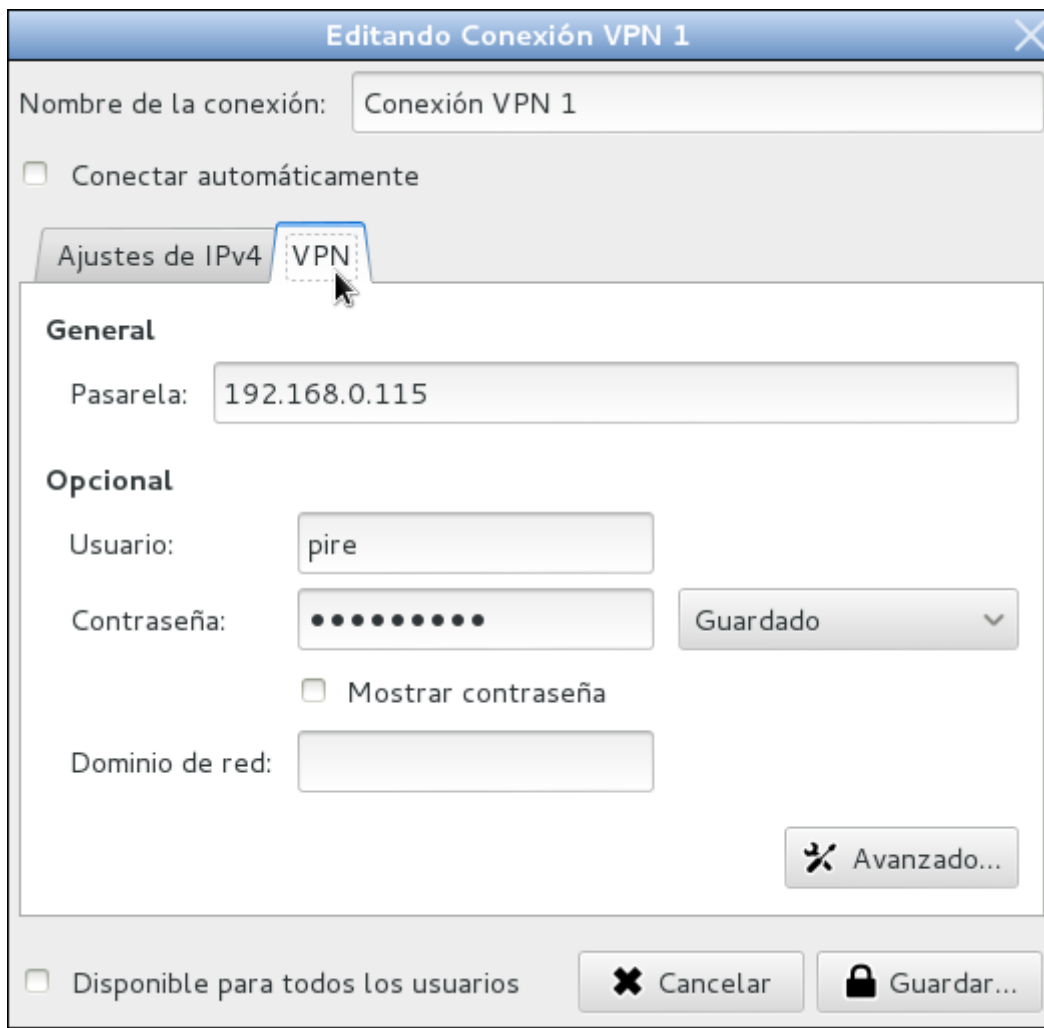 Editando Conexión VPN 1
Nombre de la conexión: Conexión VPN 1
Conectar automáticamente
Ajustes de IPv4 VPN
General
Pasarela: 192.168.0.115
Opcional
Usuario: pire
Contraseña: ●●●●●●●●● Guardado
Mostrar contraseña
Dominio de red:
Avanzado...
Disponible para todos los usuarios Cancelar Guardar...